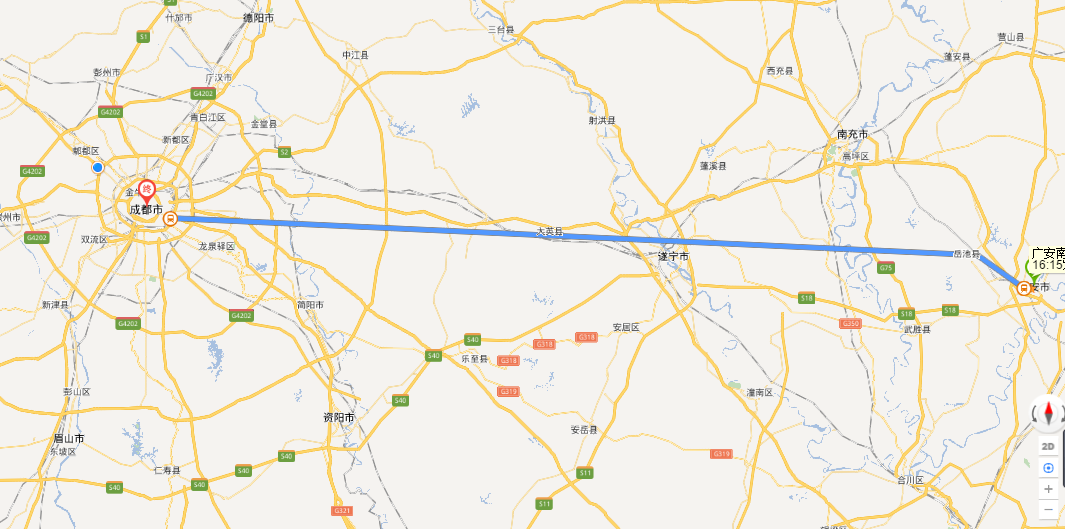 什邡市
德阳市
S1
三台县
营山县
中江县
蓬安县
彭州市
广汉市
西充县
G4202
G4202
青白江区
金堂县
射洪县
南充市
新都区
郫都区
S2
高坪区
G4202
蓬溪县
金牛
终
成都市
州市
G4202
双流区
龙泉驿区
大英县
遂宁市
岳池县
广安南
16:15
G75
安市
新津县
简阳市
G4202
G4202
S18
S18
S18
G350
武胜县
安居区
G318
G318
S40
S40
乐至县
G318
G319
彭山区
S40
潼南区
资阳市
眉山市
东坡区
安岳县
2D
仁寿县
S40
S40
S40
S11
G319
合川区
S11
G321